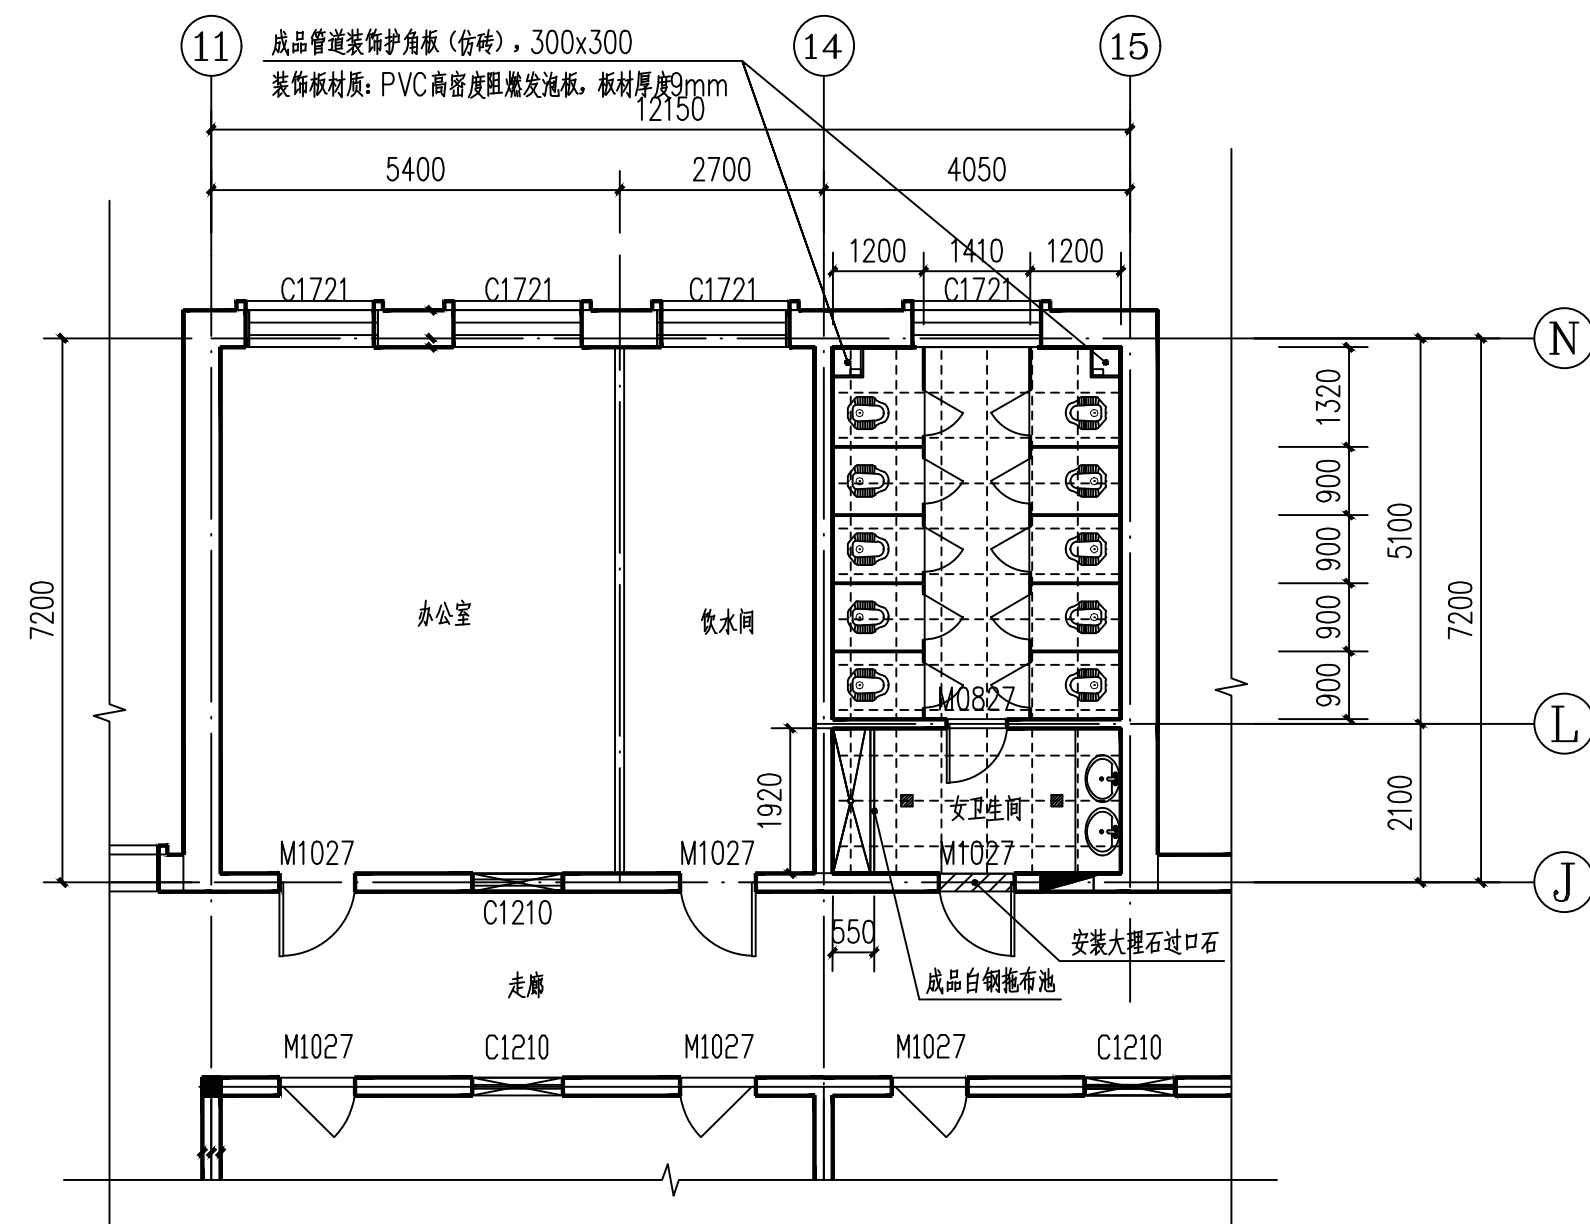 11
成品管道装饰护角板（仿砖），300x300
14
15
装饰板材质：PVC高密度阻燃发泡板，板材厚度9mm
12150
5400
2700
4050
1200
1410
1200
C1721
C1721
C1721
C1721
N
1320
900
900
900
900
5100
7200
7200
办公室
饮水间
M0827
L
1920
女卫生间
2100
M1027
M1027
M1027
J
C1210
550
安装大理石过口石
成品白钢拖布池
走廊
M1027
C1210
M1027
M1027
C1210